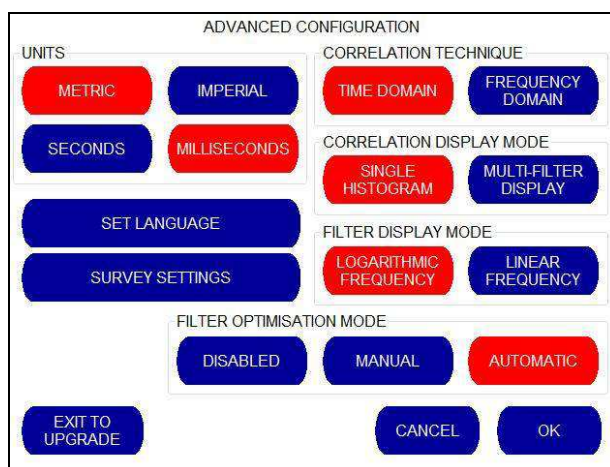 ADVANCED CONFIGURATION
UNITS
METRIC
IMPERIAL
SECONDS
MILLISECONDS
SET LANGUAGE
SURVEY SETTINGS
CORRELATION TECHNIQUE
TIME DOMAIN
FREQUENCY
DOMAIN
CORRELATION DISPLAY MODE
SINGLE
HISTOGRAM
MULTI-FILTER
DISPLAY
FILTER DISPLAY MODE
LOGARITHMIC
FREQUENCY
LINEAR
FREQUENCY
FILTER OPTIMISATION MODE
DISABLED
MANUAL
AUTOMATIC
EXIT TO
UPGRADE
CANCEL
OK